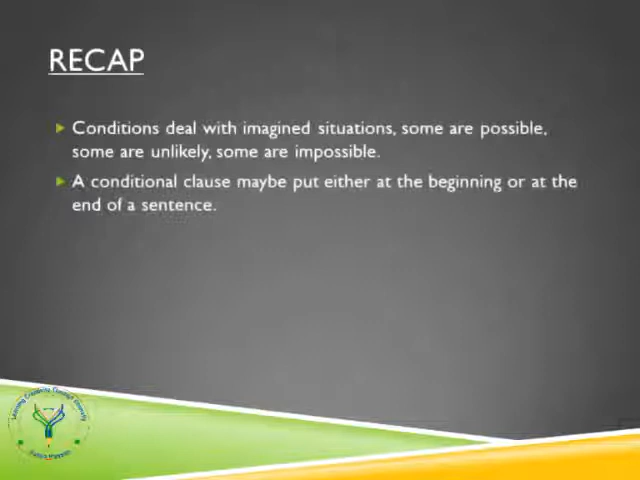 RECAP
Conditions deal with imagined situations, some are possible,
some are unlikely, some are impossible.
A conditional clause maybe put either at the beginning or at the
end of a sentence.